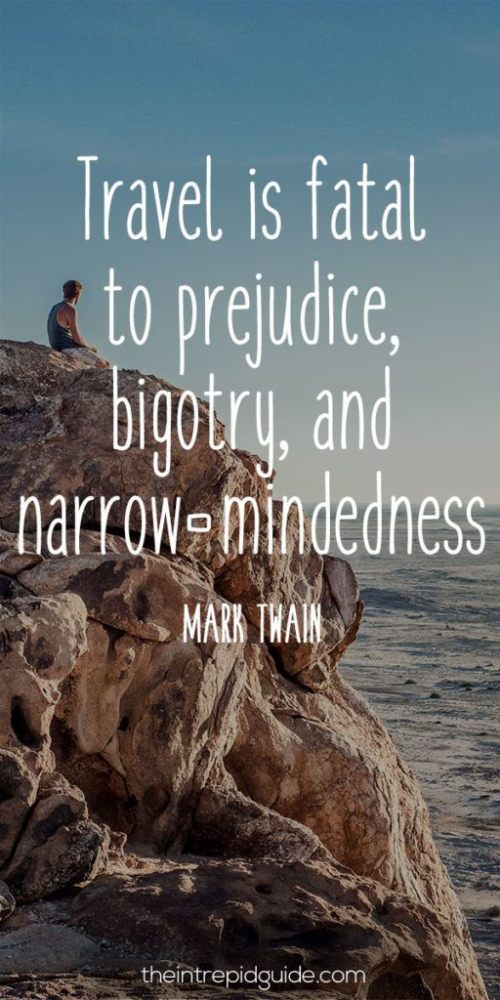 Travel is fatal
to prejudice,
bigotry, and
narrow-mindedness
MARK TWAIN
theintrepidguide.com